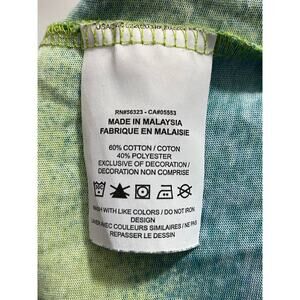 RN#56323 - CA#05553
MADE IN MALAYSIA
FABRIQUE EN MALAISIE
60% COTTON / COTON
40% POLYESTER
EXCLUSIVE OF DECORATION /
DECORATION NON COMPRISE
WASH WITH LIKE COLORS / DO NOT IRON
DESIGN
LAVER AVEC COULEURS SIMILAIRES / NE PAS
REPASSER LE DESSIN